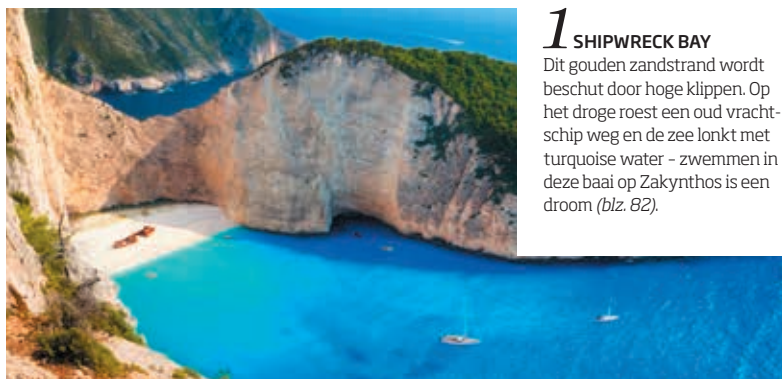 1 SHIPWRECK BAY
Dit gouden zandstrand wordt
beschut door hoge klippen. Op
het droge roest een oud vracht-
schip weg en de zee lonkt met
turquoise water – zwemmen in
deze baai op Zakynthos is een
droom (blz. 82).